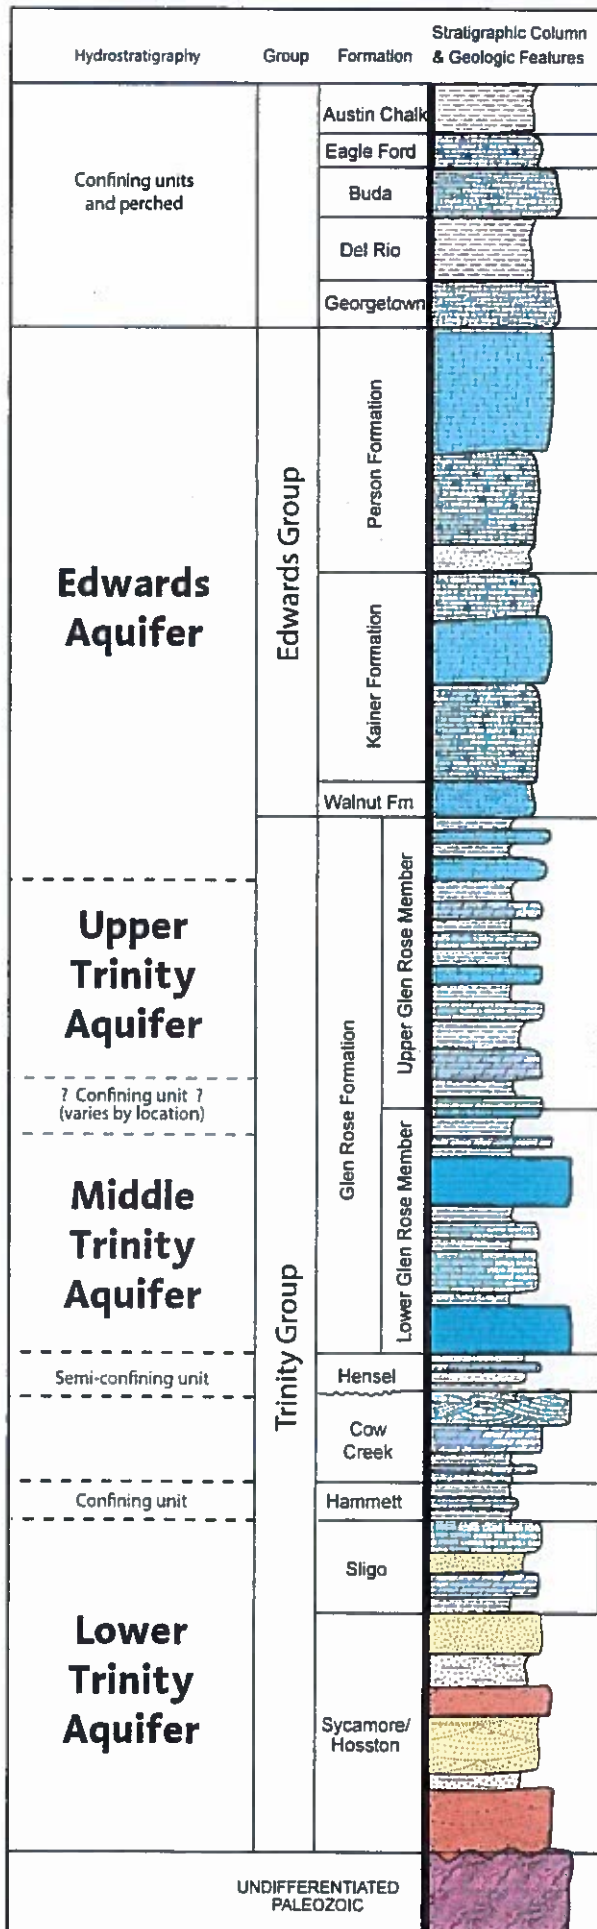 Hydrostratigraphy
Group
Formation
Stratigraphic Column
& Geologic Features
Confining units
and perched
Austin Chalk
Eagle Ford
Buda
Del Rio
Georgetown
Edwards
Aquifer
Edwards Group
Person Formation
Kainer Formation
Walnut Fm
Upper
Trinity
Aquifer
? Confining unit ?
(varies by location)
Middle
Trinity
Aquifer
Semi-confining unit
Confining unit
Lower
Trinity
Aquifer
Trinity Group
Glen Rose Formation
Upper Glen Rose Member
Lower Glen Rose Member
Hensel
Cow
Creek
Hammett
Sligo
Sycamore/
Hosston
UNDIFFERENTIATED
PALEOZOIC